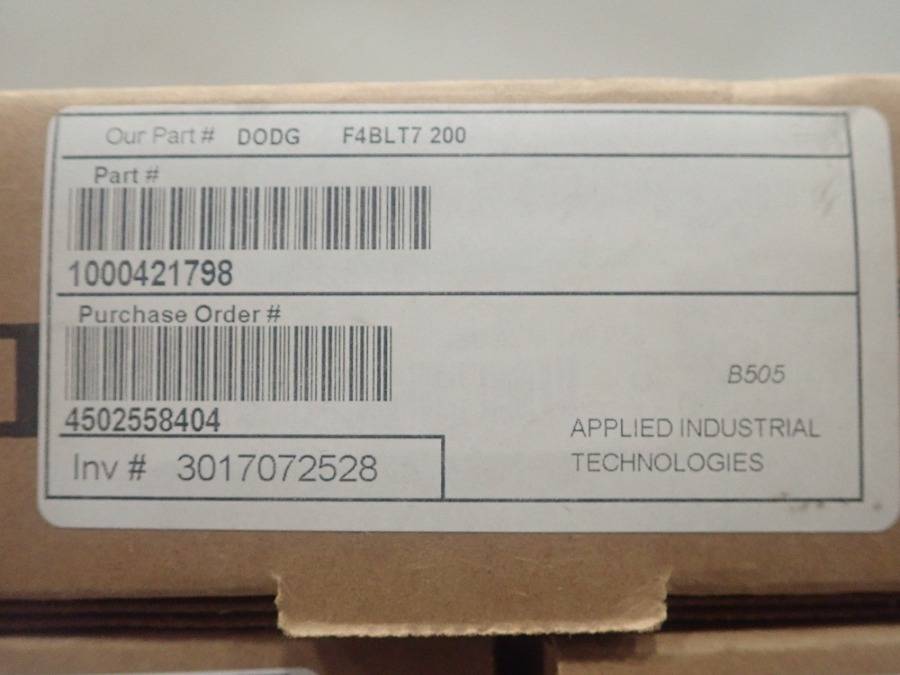 Our Part # DODG F4BLT7 200
Part #
1000421798
Purchase Order #
4502558404
B505
APPLIED INDUSTRIAL
TECHNOLOGIES
Inv # 3017072528